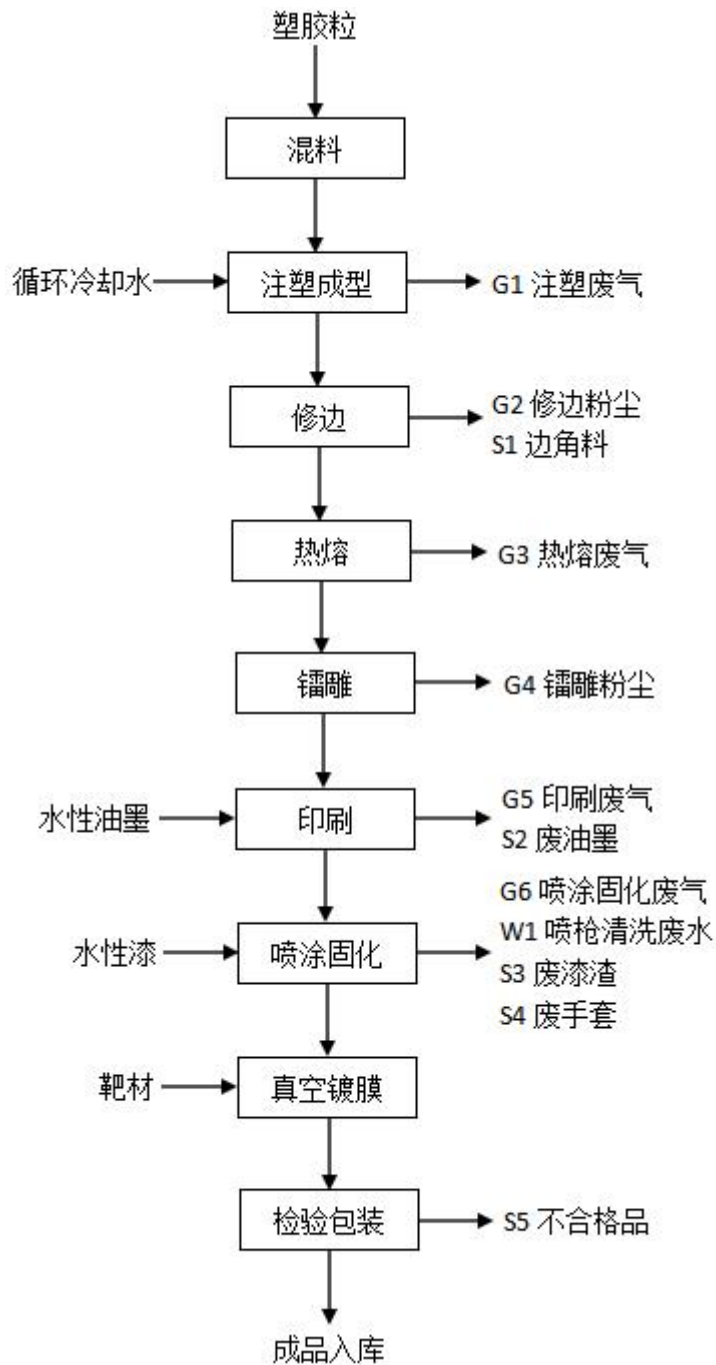 塑胶粒
混料
循环冷却水
注塑成型
G1 注塑废气
修边
G2 修边粉尘
S1 边角料
热熔
G3 热熔废气
镭雕
G4 镭雕粉尘
水性油墨
印刷
G5 印刷废气
S2 废油墨
水性漆
喷涂固化
G6 喷涂固化废气
W1 喷枪清洗废水
S3 废漆渣
S4 废手套
靶材
真空镀膜
检验包装
S5 不合格品
成品入库